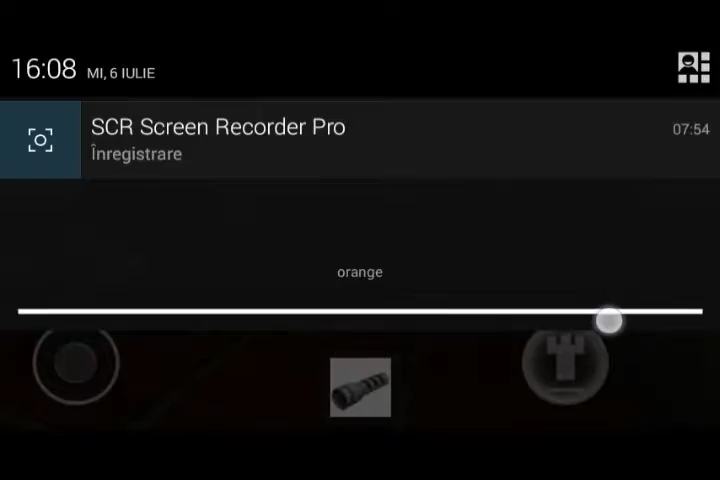 16:08 MI, 6 IULIE
SCR Screen Recorder Pro 07:54
Înregistrare
orange